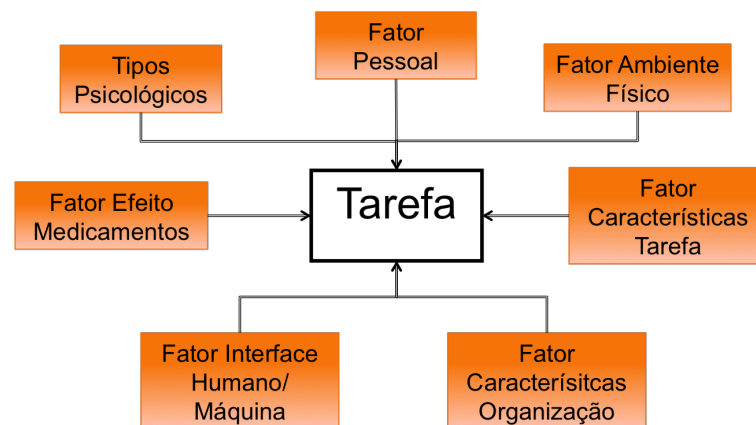 Fator
Pessoal
Tipos
Psicológicos
Fator Ambiente
Físico
Tarefa
Fator Efeito
Medicamentos
Fator
Características
Tarefa
Fator Interface
Humano/
Máquina
Fator
Caracterísitcas
Organização